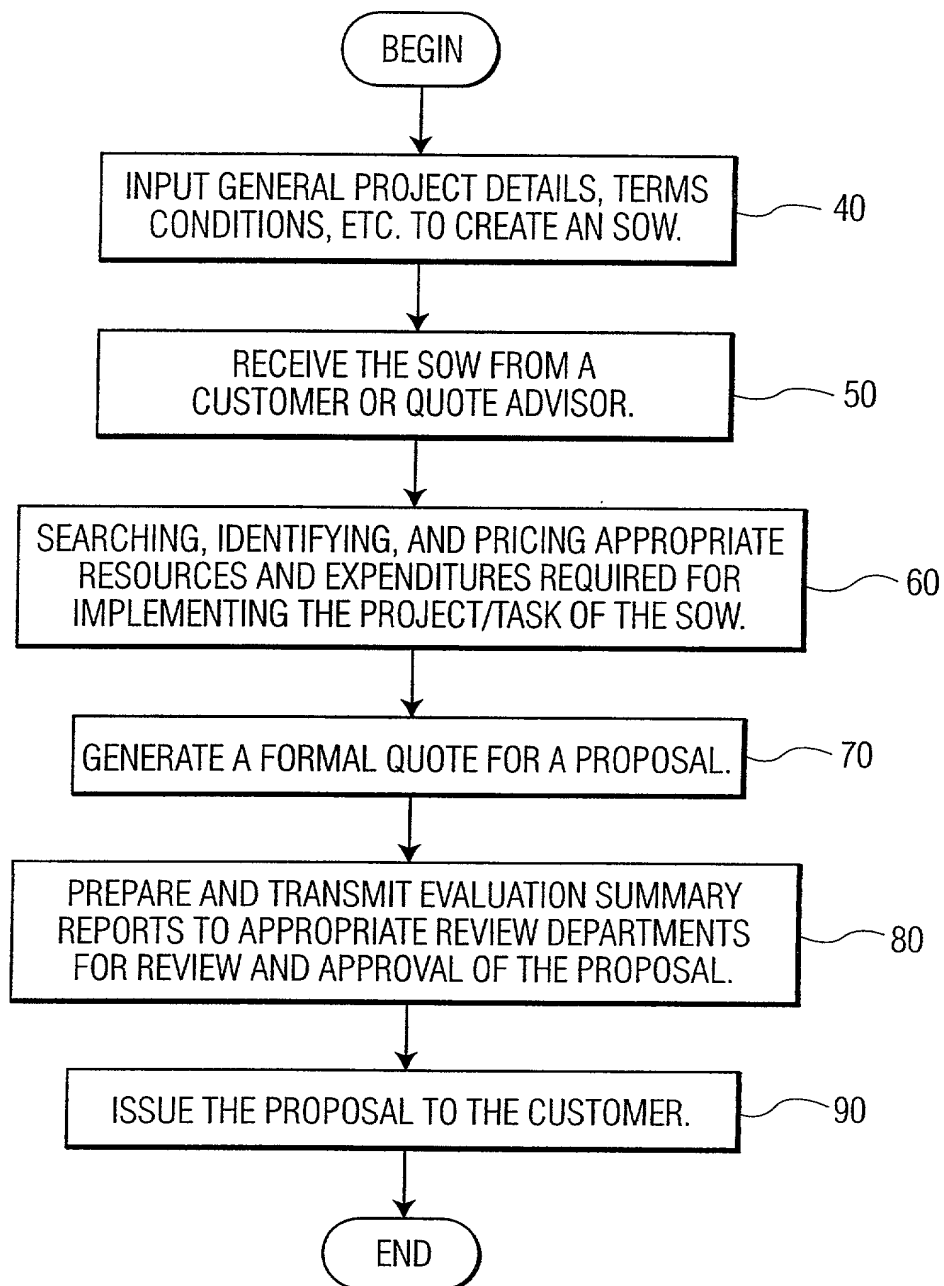 BEGIN
INPUT GENERAL PROJECT DETAILS, TERMS
CONDITIONS, ETC. TO CREATE AN SOW.
40
RECEIVE THE SOW FROM A
CUSTOMER OR QUOTE ADVISOR.
50
SEARCHING, IDENTIFYING, AND PRICING APPROPRIATE
RESOURCES AND EXPENDITURES REQUIRED FOR
IMPLEMENTING THE PROJECT/TASK OF THE SOW.
60
GENERATE A FORMAL QUOTE FOR A PROPOSAL.
70
PREPARE AND TRANSMIT EVALUATION SUMMARY
REPORTS TO APPROPRIATE REVIEW DEPARTMENTS
FOR REVIEW AND APPROVAL OF THE PROPOSAL.
80
ISSUE THE PROPOSAL TO THE CUSTOMER.
90
END